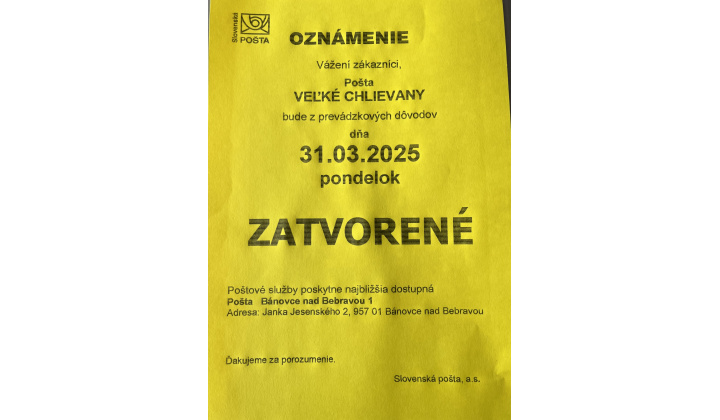 Slovenská
POŠTA
OZNÁMENIE
Vážení zákazníci,
Pošta
VEĽKÉ CHLIEVANY
bude z prevádzkových dôvodov
dňa
31.03.2025
pondelok
ZATVORENÉ
Poštové služby poskytne najbližšia dostupná
Pošta Bánovce nad Bebravou 1
Adresa: Janka Jesenského 2, 957 01 Bánovce nad Bebravou
Ďakujeme za porozumenie.
Slovenská pošta, a.s.